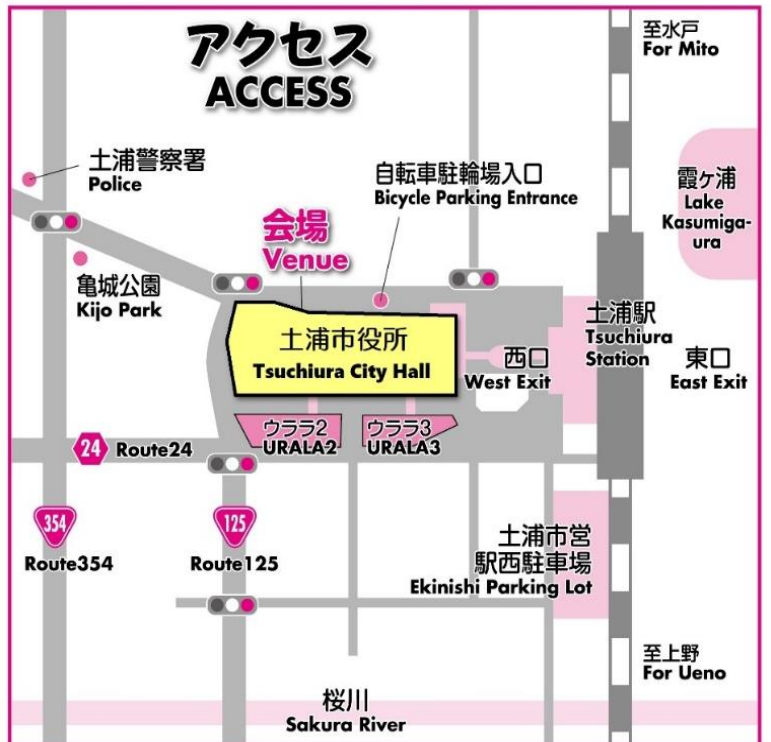 アクセス
ACCESS
至水戸
For Mito
土浦警察署
Police
自転車駐輪場入口
Bicycle Parking Entrance
霞ヶ浦
Lake
Kasumiga-
ura
会場
Venue
亀城公園
Kijo Park
土浦市役所
Tsuchiura City Hall
西口
West Exit
土浦駅
Tsuchiura
Station
東口
East Exit
ウララ2
URALA2
ウララ3
URALA3
24 Route24
354
Route354
125
Route125
土浦市営
駅西駐車場
Ekinishi Parking Lot
至上野
For Ueno
桜川
Sakura River